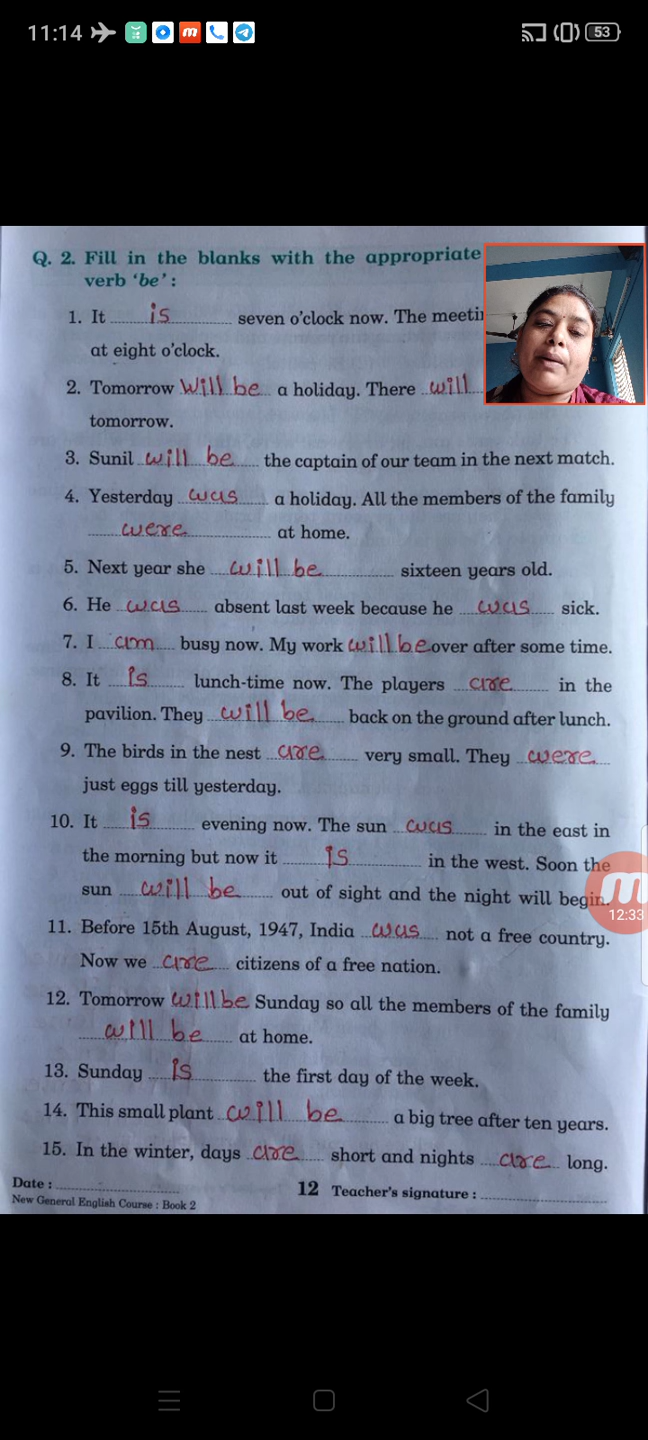 11:14 53
Q. 2. Fill in the blanks with the appropriate
verb 'be' :
1. It is seven o'clock now. The meeti
at eight o'clock.
2. Tomorrow will be a holiday. There will
tomorrow.
3. Sunil will be the captain of our team in the next match.
4. Yesterday was a holiday. All the members of the family
were at home.
5. Next year she will be sixteen years old.
6. He was absent last week because he was sick.
7. I am busy now. My work will be over after some time.
8. It is lunch-time now. The players are in the
pavilion. They will be back on the ground after lunch.
9. The birds in the nest are very small. They were
just eggs till yesterday.
10. It is evening now. The sun was in the east in
the morning but now it is in the west. Soon the
sun will be out of sight and the night will begin.
12:33
11. Before 15th August, 1947, India was not a free country.
Now we are citizens of a free nation.
12. Tomorrow will be Sunday so all the members of the family
will be at home.
13. Sunday is the first day of the week.
14. This small plant will be a big tree after ten years.
15. In the winter, days are short and nights are long.
Date :
12 Teacher's signature :
New General English Course : Book 2